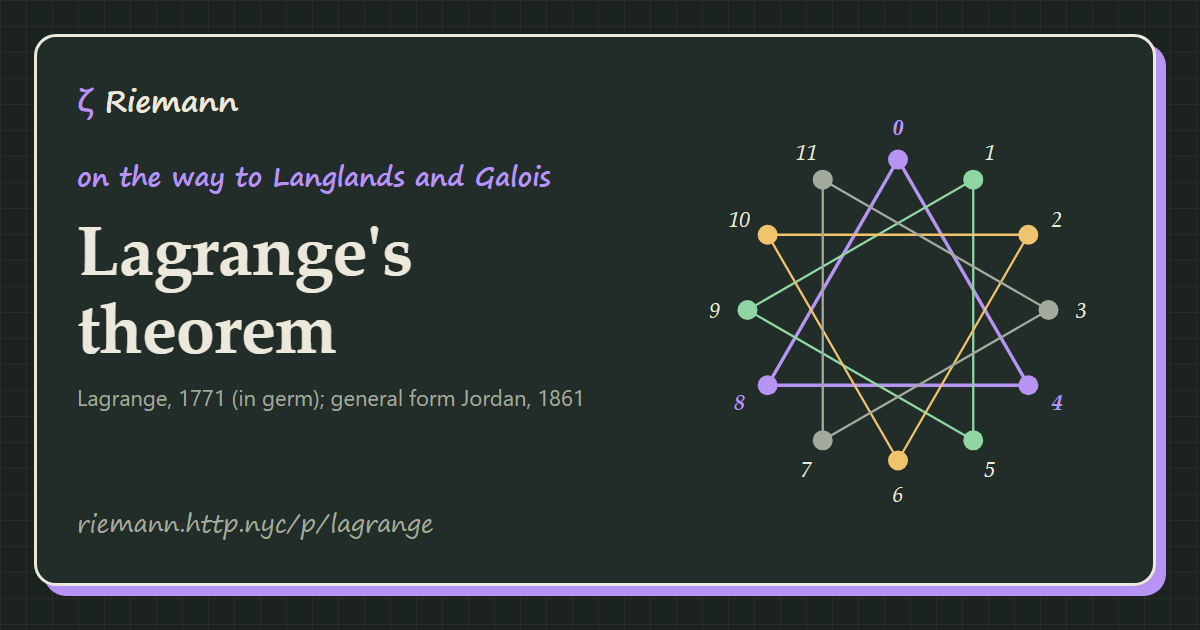 ζ Riemann
on the way to Langlands and Galois
Lagrange's
theorem
Lagrange, 1771 (in germ); general form Jordan, 1861
riemann.http.nyc/p/lagrange
0
1
2
3
4
5
6
7
8
9
10
11